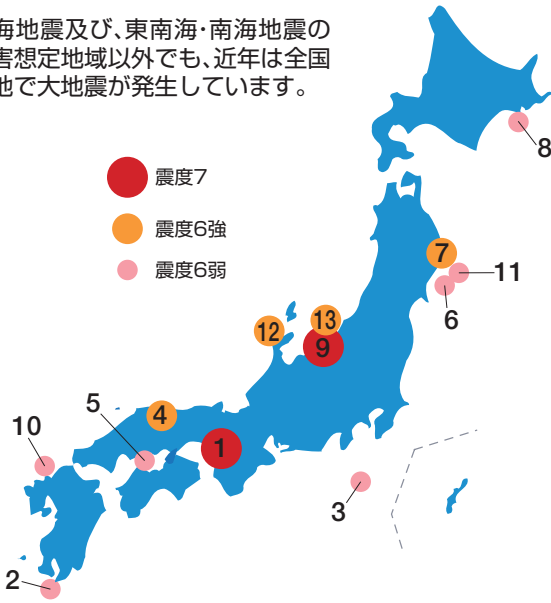 海地震及び、東南海・南海地震の
害想定地域以外でも、近年は全国
地で大地震が発生しています。
震度7
震度6強
震度6弱
8
7
11
6
12
13
9
5
4
10
1
3
2